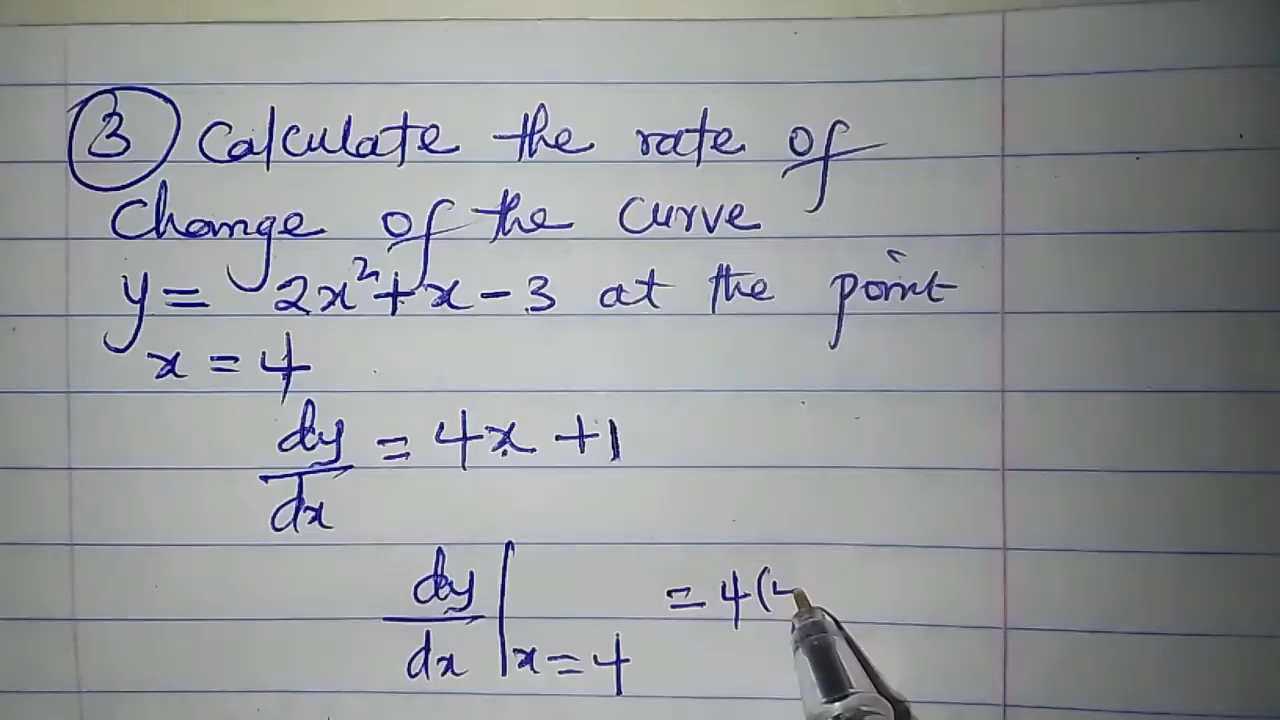 ③ Calculate the rate of
Change of the curve
y = 2x² + x - 3 at the point
x = 4
dy/dx = 4x + 1
dy/dx |x=4 = 4(4